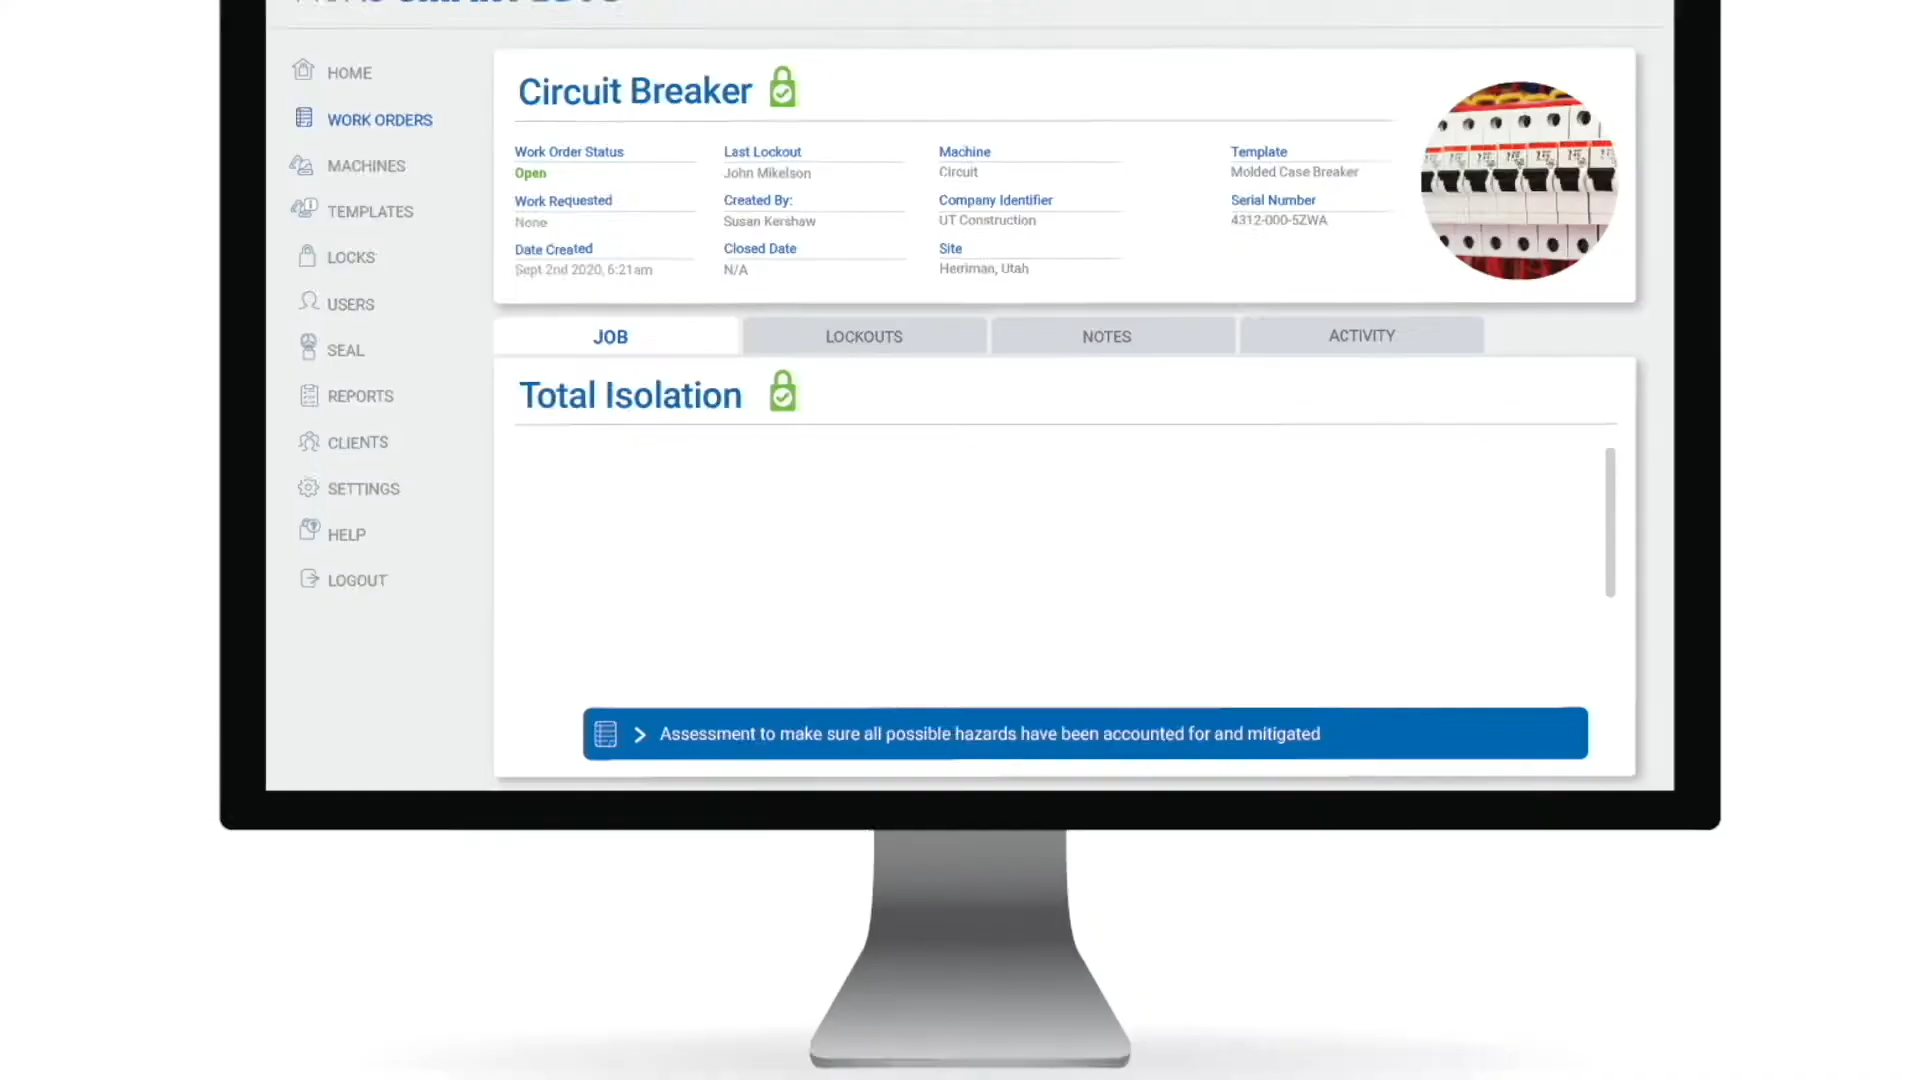 HOME
WORK ORDERS
MACHINES
TEMPLATES
LOCKS
USERS
SEAL
REPORTS
CLIENTS
SETTINGS
HELP
LOGOUT
Circuit Breaker
Work Order Status
Open
Work Requested
None
Date Created
Sept 2nd 2020, 6:21am
Last Lockout
John Mikelson
Created By:
Susan Kershaw
Closed Date
N/A
Machine
Circuit
Company Identifier
UT Construction
Site
Herriman, Utah
Template
Molded Case Breaker
Serial Number
4312-000-5ZWA
JOB LOCKOUTS NOTES ACTIVITY
Total Isolation
Assessment to make sure all possible hazards have been accounted for and mitigated